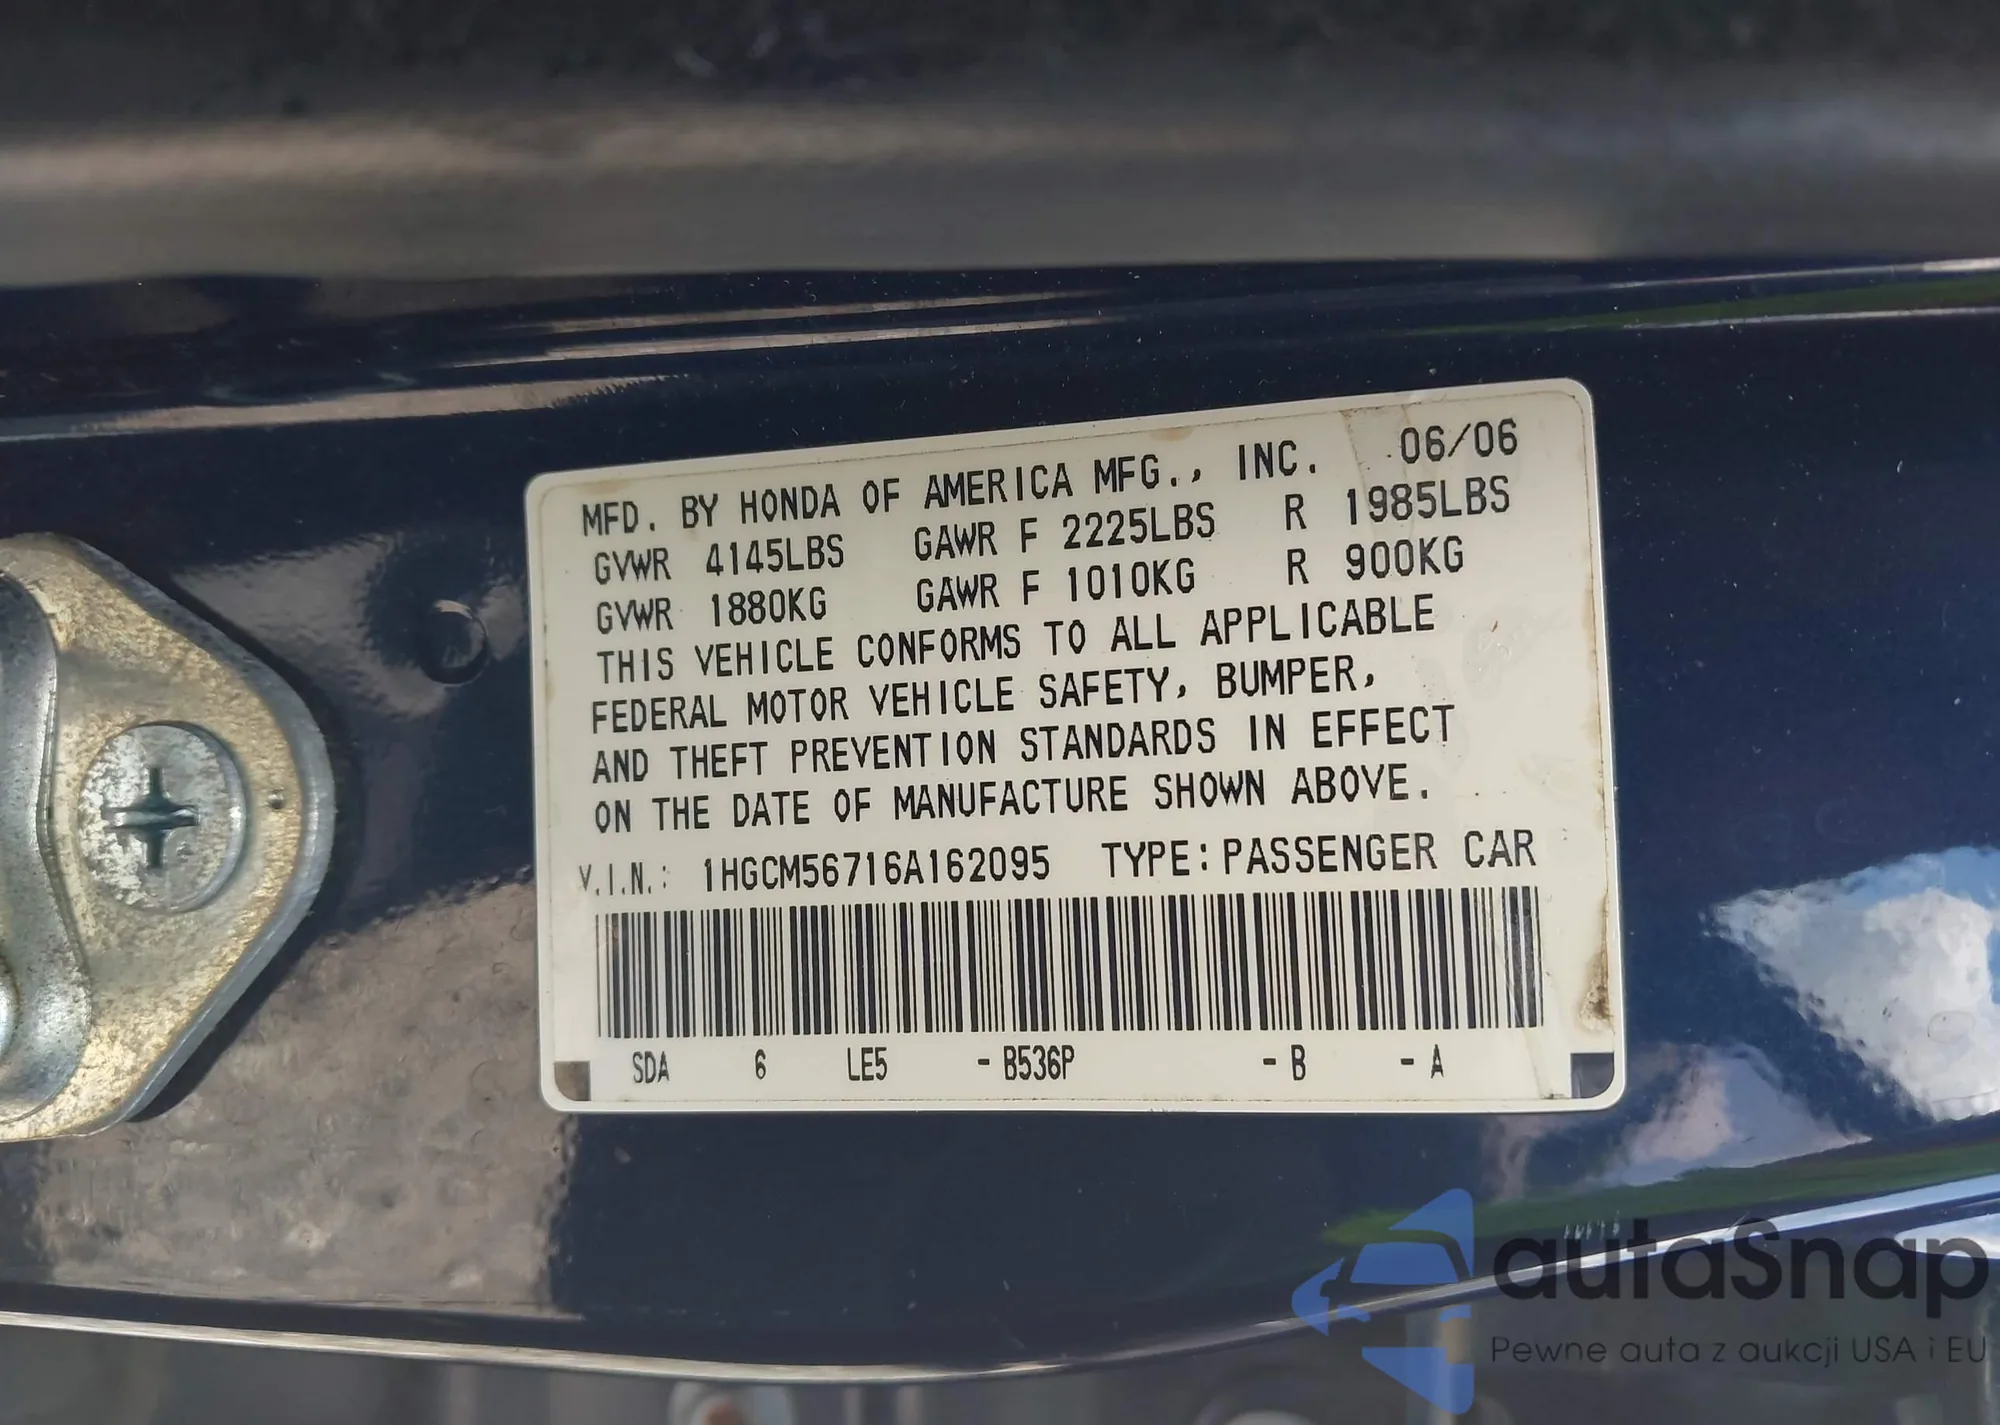 MFD. BY HONDA OF AMERICA MFG., INC. 06/06
GVWR 4145LBS GAWR F 2225LBS R 1985LBS
GVWR 1880KG GAWR F 1010KG R 900KG
THIS VEHICLE CONFORMS TO ALL APPLICABLE
FEDERAL MOTOR VEHICLE SAFETY, BUMPER,
AND THEFT PREVENTION STANDARDS IN EFFECT
ON THE DATE OF MANUFACTURE SHOWN ABOVE.
V.I.N.: 1HGCM56716A162095 TYPE: PASSENGER CAR
SDA 6 LE5 - B536P - B - A
autaSnap
Pewne auta z aukcji USA i EU